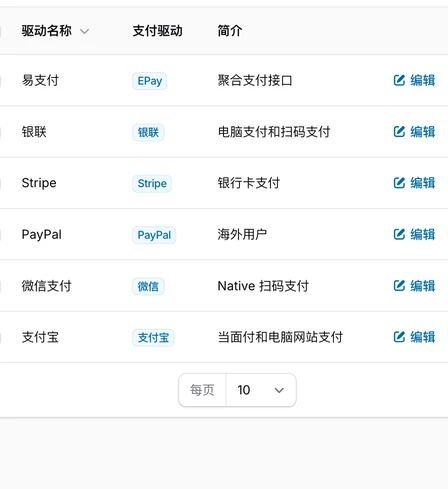 驱动名称 支付驱动 简介
易支付 EPay 聚合支付接口 编辑
银联 银联 电脑支付和扫码支付 编辑
Stripe Stripe 银行卡支付 编辑
PayPal PayPal 海外用户 编辑
微信支付 微信 Native 扫码支付 编辑
支付宝 支付宝 当面付和电脑网站支付 编辑
每页 10